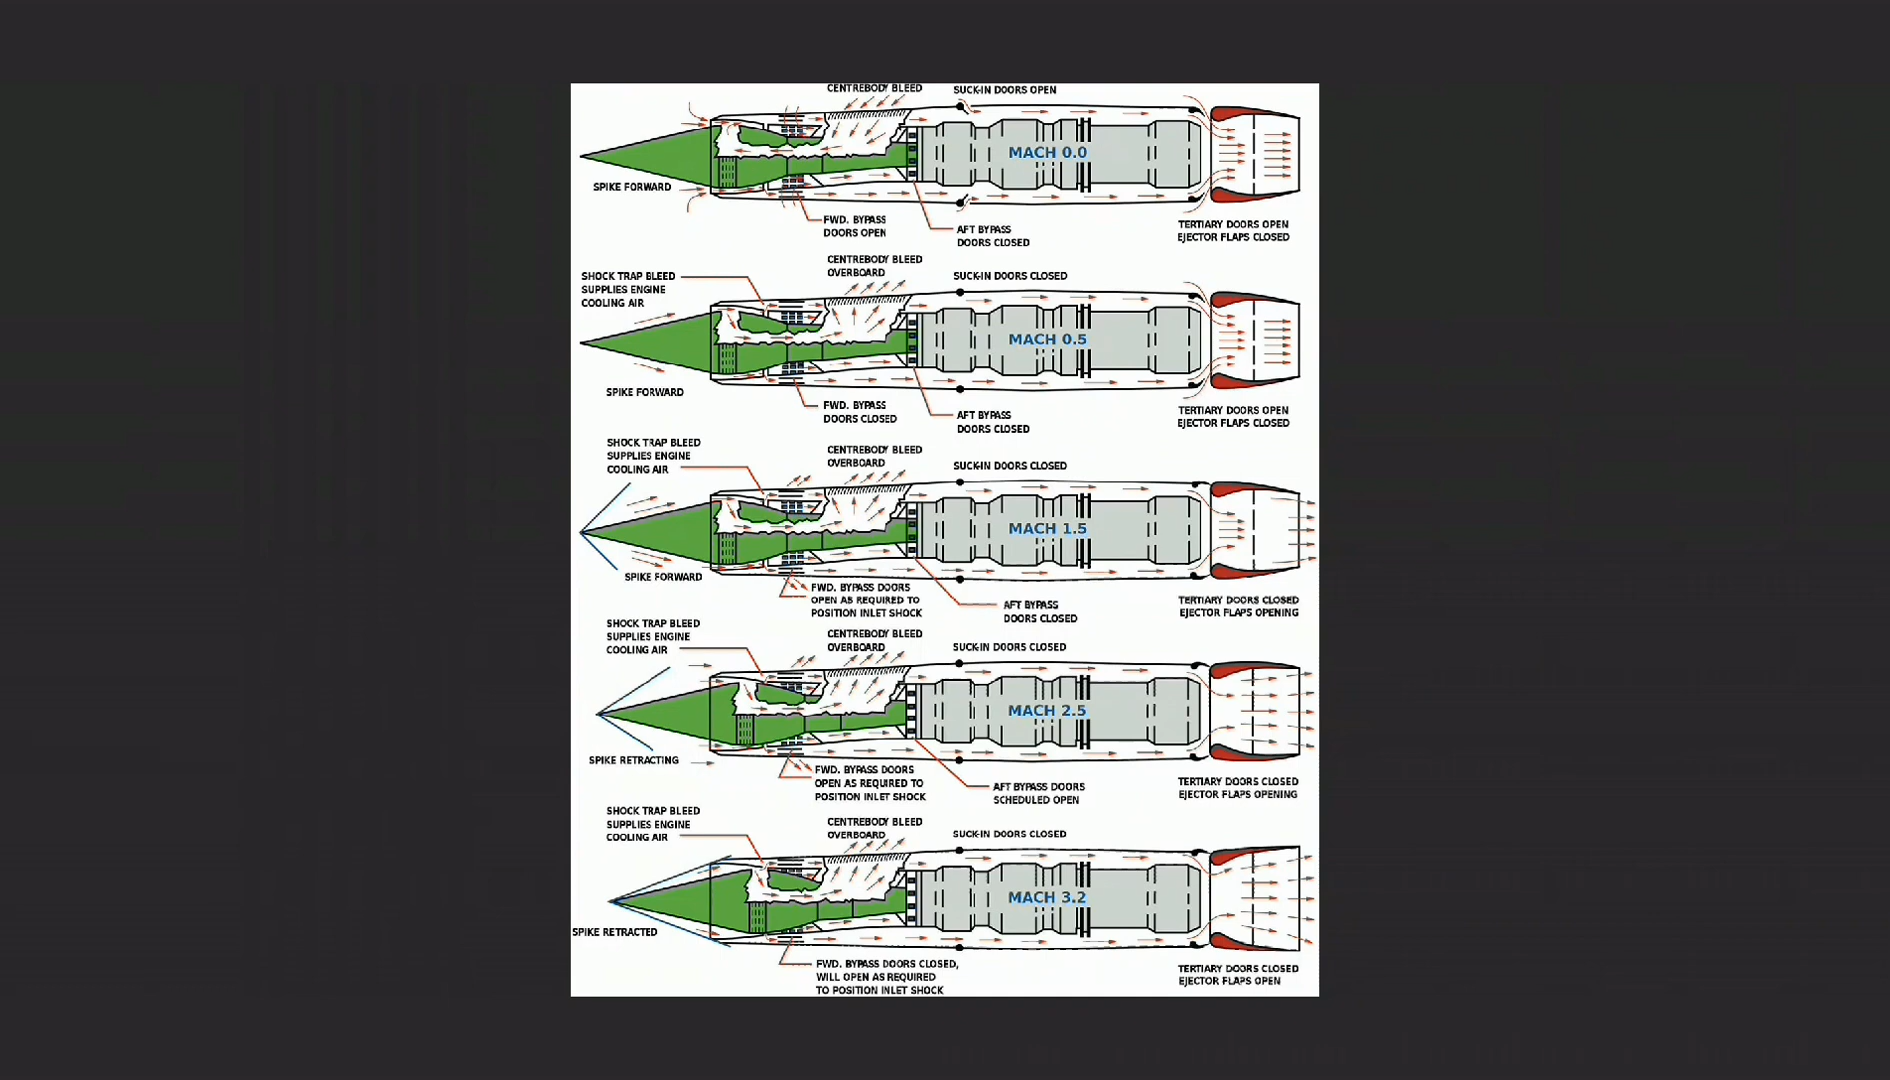 CENTREBODY BLEED
SUCK-IN DOORS OPEN
MACH 0.0
SPIKE FORWARD
FWD. BYPASS
DOORS OPEN
AFT BYPASS
DOORS CLOSED
TERTIARY DOORS OPEN
EJECTOR FLAPS CLOSED
SHOCK TRAP BLEED
SUPPLIES ENGINE
COOLING AIR
CENTREBODY BLEED
OVERBOARD
SUCK-IN DOORS CLOSED
MACH 0.5
SPIKE FORWARD
FWD. BYPASS
DOORS CLOSED
AFT BYPASS
DOORS CLOSED
TERTIARY DOORS OPEN
EJECTOR FLAPS CLOSED
SHOCK TRAP BLEED
SUPPLIES ENGINE
COOLING AIR
CENTREBODY BLEED
OVERBOARD
SUCK-IN DOORS CLOSED
MACH 1.5
SPIKE FORWARD
FWD. BYPASS DOORS
OPEN AS REQUIRED TO
POSITION INLET SHOCK
AFT BYPASS
DOORS CLOSED
TERTIARY DOORS CLOSED
EJECTOR FLAPS OPENING
SHOCK TRAP BLEED
SUPPLIES ENGINE
COOLING AIR
CENTREBODY BLEED
OVERBOARD
SUCK-IN DOORS CLOSED
MACH 2.5
SPIKE RETRACTING
FWD. BYPASS DOORS
OPEN AS REQUIRED TO
POSITION INLET SHOCK
AFT BYPASS DOORS
SCHEDULED OPEN
TERTIARY DOORS CLOSED
EJECTOR FLAPS OPENING
SHOCK TRAP BLEED
SUPPLIES ENGINE
COOLING AIR
CENTREBODY BLEED
OVERBOARD
SUCK-IN DOORS CLOSED
MACH 3.2
SPIKE RETRACTED
FWD. BYPASS DOORS CLOSED,
WILL OPEN AS REQUIRED
TO POSITION INLET SHOCK
TERTIARY DOORS CLOSED
EJECTOR FLAPS OPEN